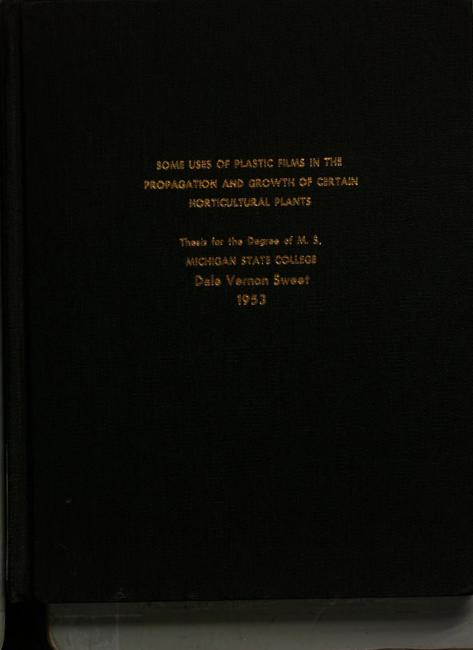 SOME USES OF PLASTIC FILMS IN THE
PROPAGATION AND GROWTH OF CERTAIN
HORTICULTURAL PLANTS
Thesis for the Degree of M. S.
MICHIGAN STATE COLLEGE
Dale Vernon Sweet
1953